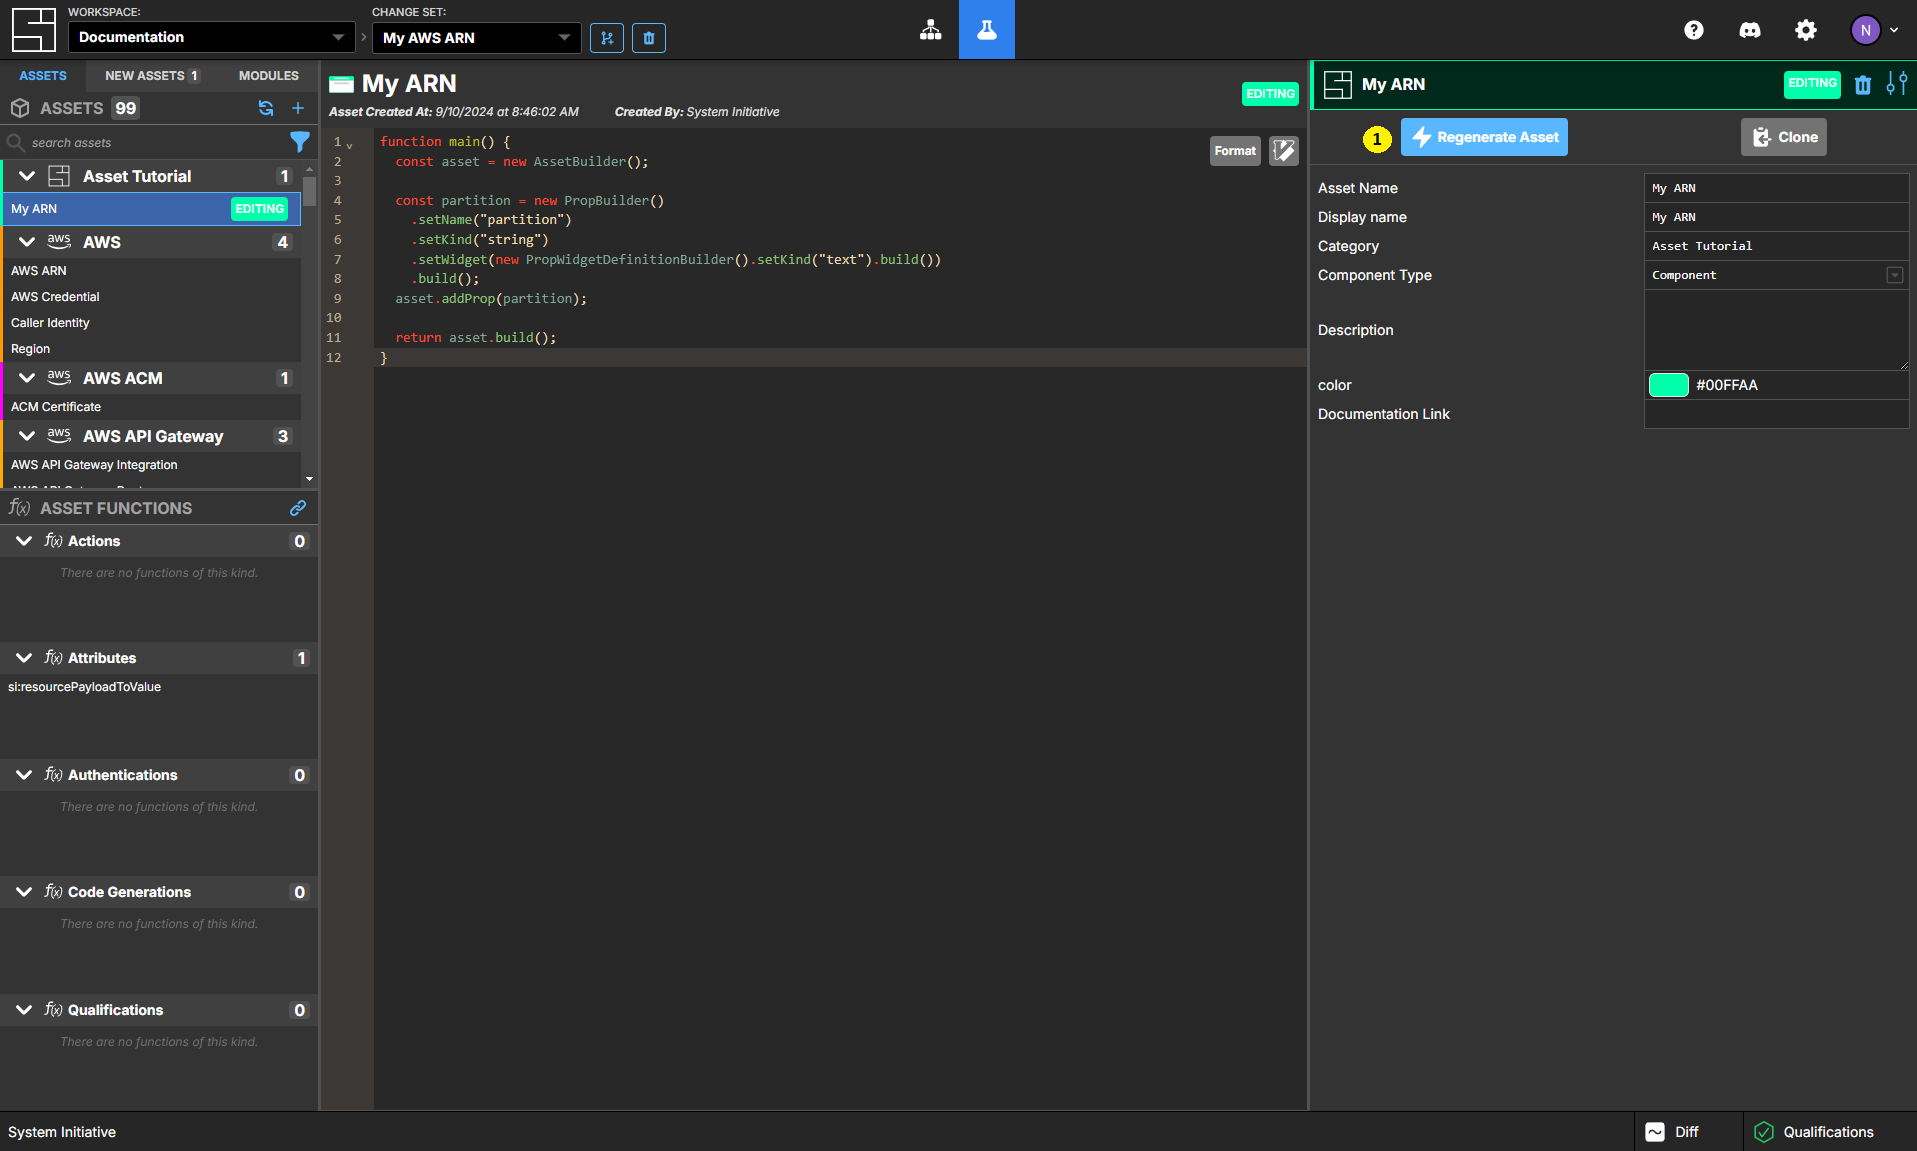 WORKSPACE:
Documentation
CHANGE SET:
My AWS ARN
N
ASSETS
NEW ASSETS 1
MODULES
ASSETS 99
search assets
Asset Tutorial 1
My ARN EDITING
aws AWS 4
AWS ARN
AWS Credential
Caller Identity
Region
aws AWS ACM 1
ACM Certificate
aws AWS API Gateway 3
AWS API Gateway Integration
f(x) ASSET FUNCTIONS
f(x) Actions 0
There are no functions of this kind.
f(x) Attributes 1
si:resourcePayloadToValue
f(x) Authentications 0
There are no functions of this kind.
f(x) Code Generations 0
There are no functions of this kind.
f(x) Qualifications 0
There are no functions of this kind.
My ARN
EDITING
Asset Created At: 9/10/2024 at 8:46:02 AM Created By: System Initiative
Format
1 function main() {
2 const asset = new AssetBuilder();
3
4 const partition = new PropBuilder()
5 .setName("partition")
6 .setKind("string")
7 .setWidget(new PropWidgetDefinitionBuilder().setKind("text").build())
8 .build();
9 asset.addProp(partition);
10
11 return asset.build();
12 }
My ARN
EDITING
1 Regenerate Asset
Clone
Asset Name My ARN
Display name My ARN
Category Asset Tutorial
Component Type Component
Description
color #00FFAA
Documentation Link
System Initiative
Diff
Qualifications